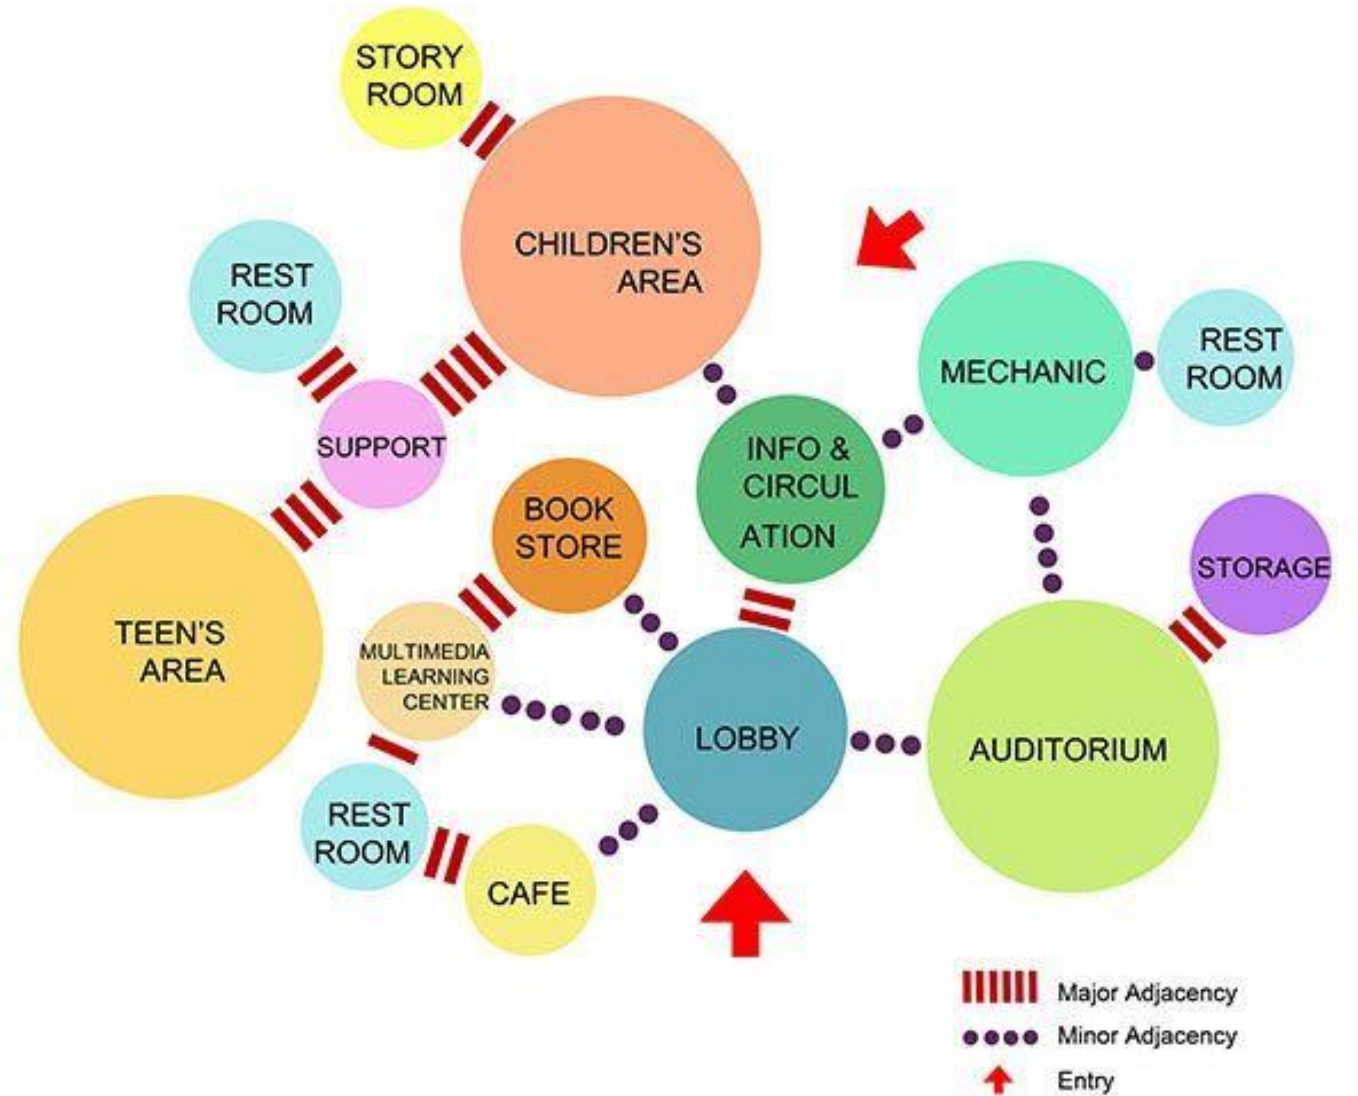 STORY
ROOM
CHILDREN'S
AREA
REST
ROOM
MECHANIC
REST
ROOM
SUPPORT
INFO &
CIRCUL
ATION
BOOK
STORE
STORAGE
TEEN'S
AREA
MULTIMEDIA
LEARNING
CENTER
LOBBY
AUDITORIUM
REST
ROOM
CAFE
Major Adjacency
Minor Adjacency
Entry